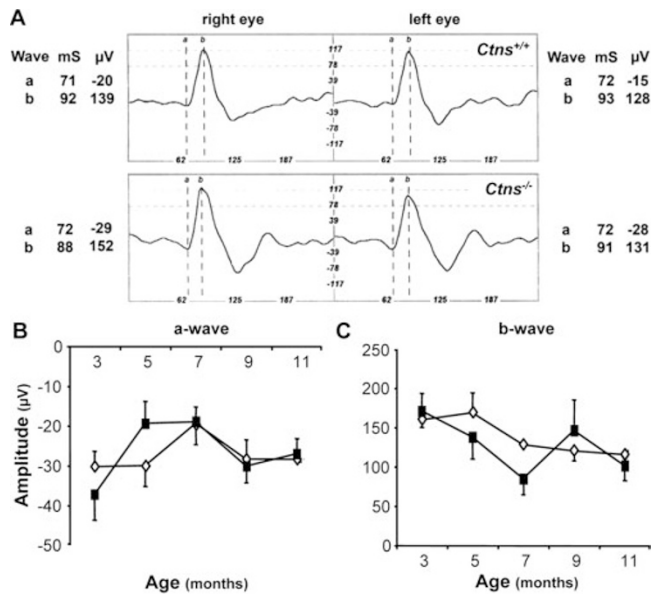 A
right eye
left eye
Wave mS µV
a 71 -20
b 92 139
a b
a b
117
78
39
-39
-78
-117
Ctns+/+
62 125 187
62 125 187
Wave mS µV
a 72 -15
b 93 128
a 72 -29
b 88 152
a b
a b
117
78
39
-39
-78
-117
Ctns-/-
62 125 187
62 125 187
a 72 -28
b 91 131
B
a-wave
Amplitude (µV)
0
-10
-20
-30
-40
-50
3 5 7 9 11
Age (months)
C
b-wave
250
200
150
100
50
0
3 5 7 9 11
Age (months)